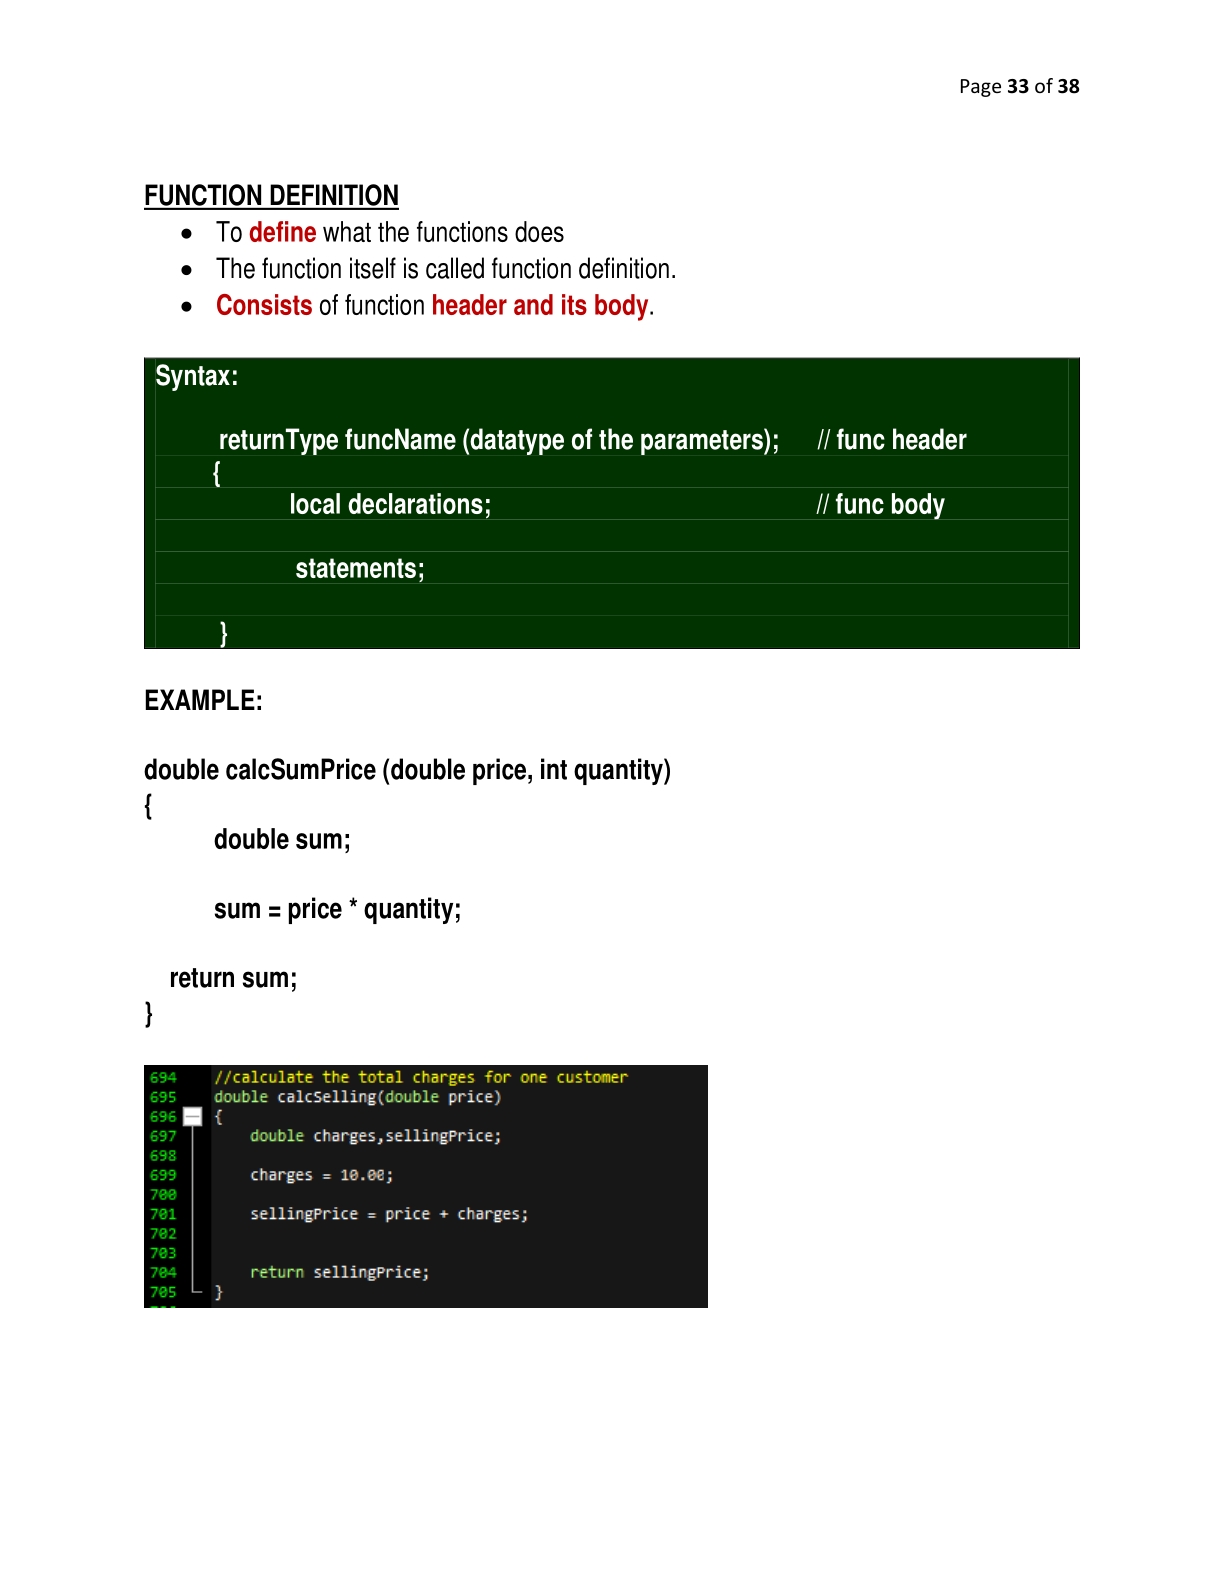 Page 33 of 38
FUNCTION DEFINITION
• To define what the functions does
• The function itself is called function definition.
• Consists of function header and its body.
Syntax:
returnType funcName (datatype of the parameters); // func header
{
local declarations; // func body
statements;
}
EXAMPLE:
double calcSumPrice (double price, int quantity)
{
double sum;
sum = price * quantity;
return sum;
}
694 //calculate the total charges for one customer
695 double calcSelling(double price)
696 {
697 double charges,sellingPrice;
698
699 charges = 10.00;
700
701 sellingPrice = price + charges;
702
703
704 return sellingPrice;
705 }